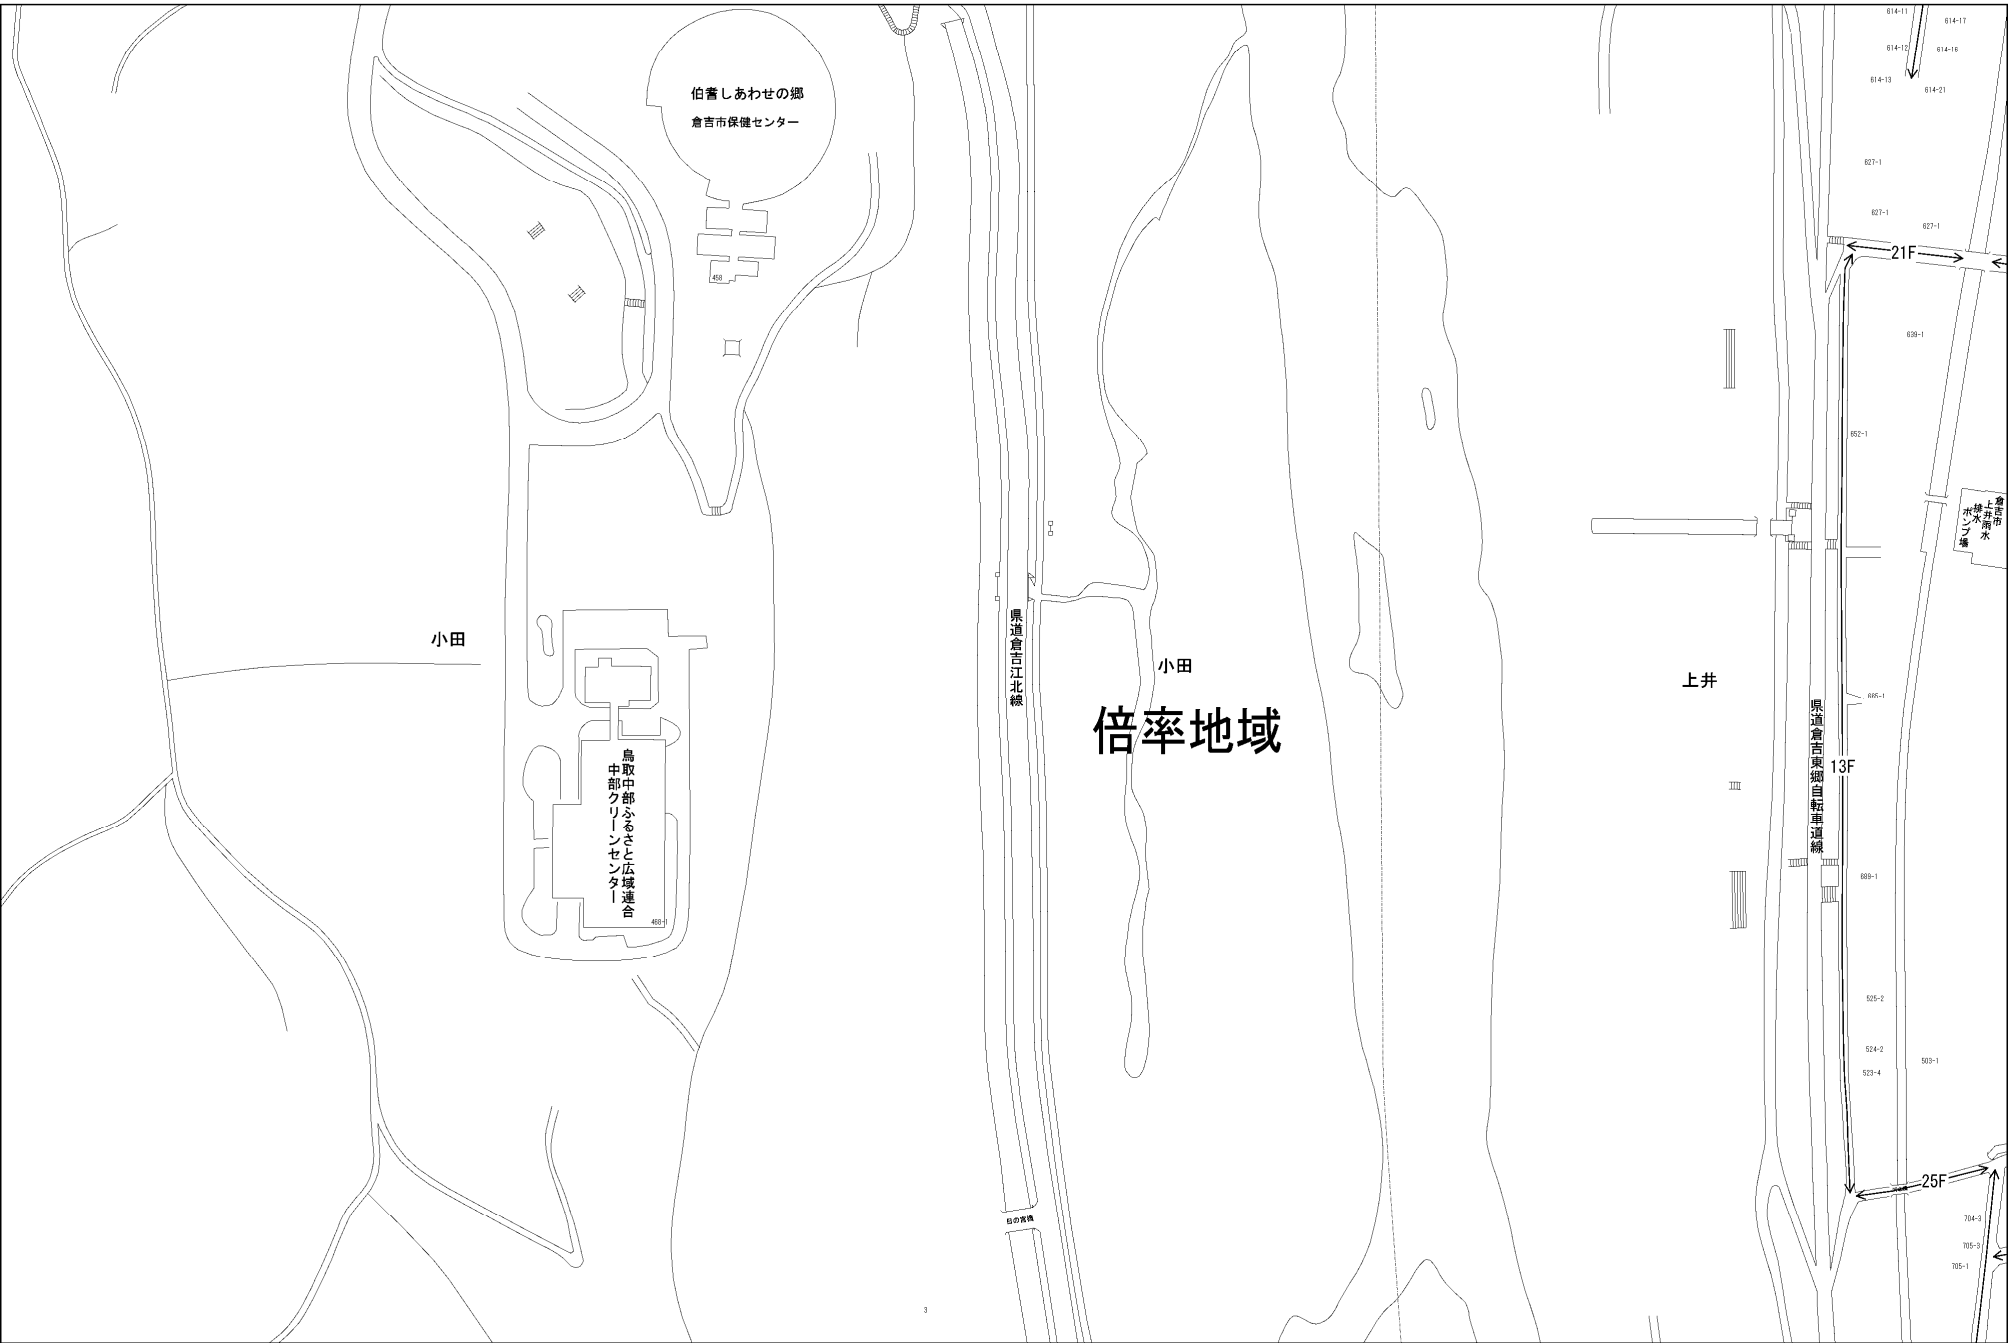 614-11
614-17
614-12
614-16
614-13
614-21
伯耆しあわせの郷
倉吉市保健センター
627-1
627-1
627-1
21F
458
639-1
652-1
倉吉市
上井雨水
排水
ポンプ場
小田
県道倉吉江北線
小田
上井
665-1
倍率地域
県道倉吉東郷自転車道線
13F
鳥取中部ふるさと広域連合
中部クリーンセンター
468-1
689-1
525-2
524-2
503-1
523-4
25F
704-3
日の宮橋
705-3
705-1
3